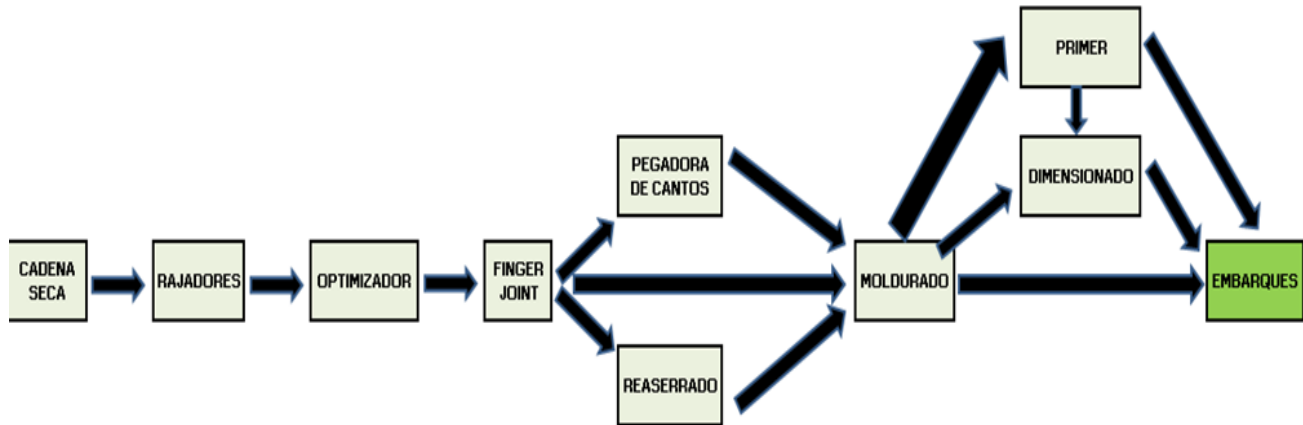 CADENA
SECA
RAJADORES
OPTIMIZADOR
FINGER
JOINT
PEGADORA
DE CANTOS
REASERRADO
MOLDURADO
PRIMER
DIMENSIONADO
EMBARQUES